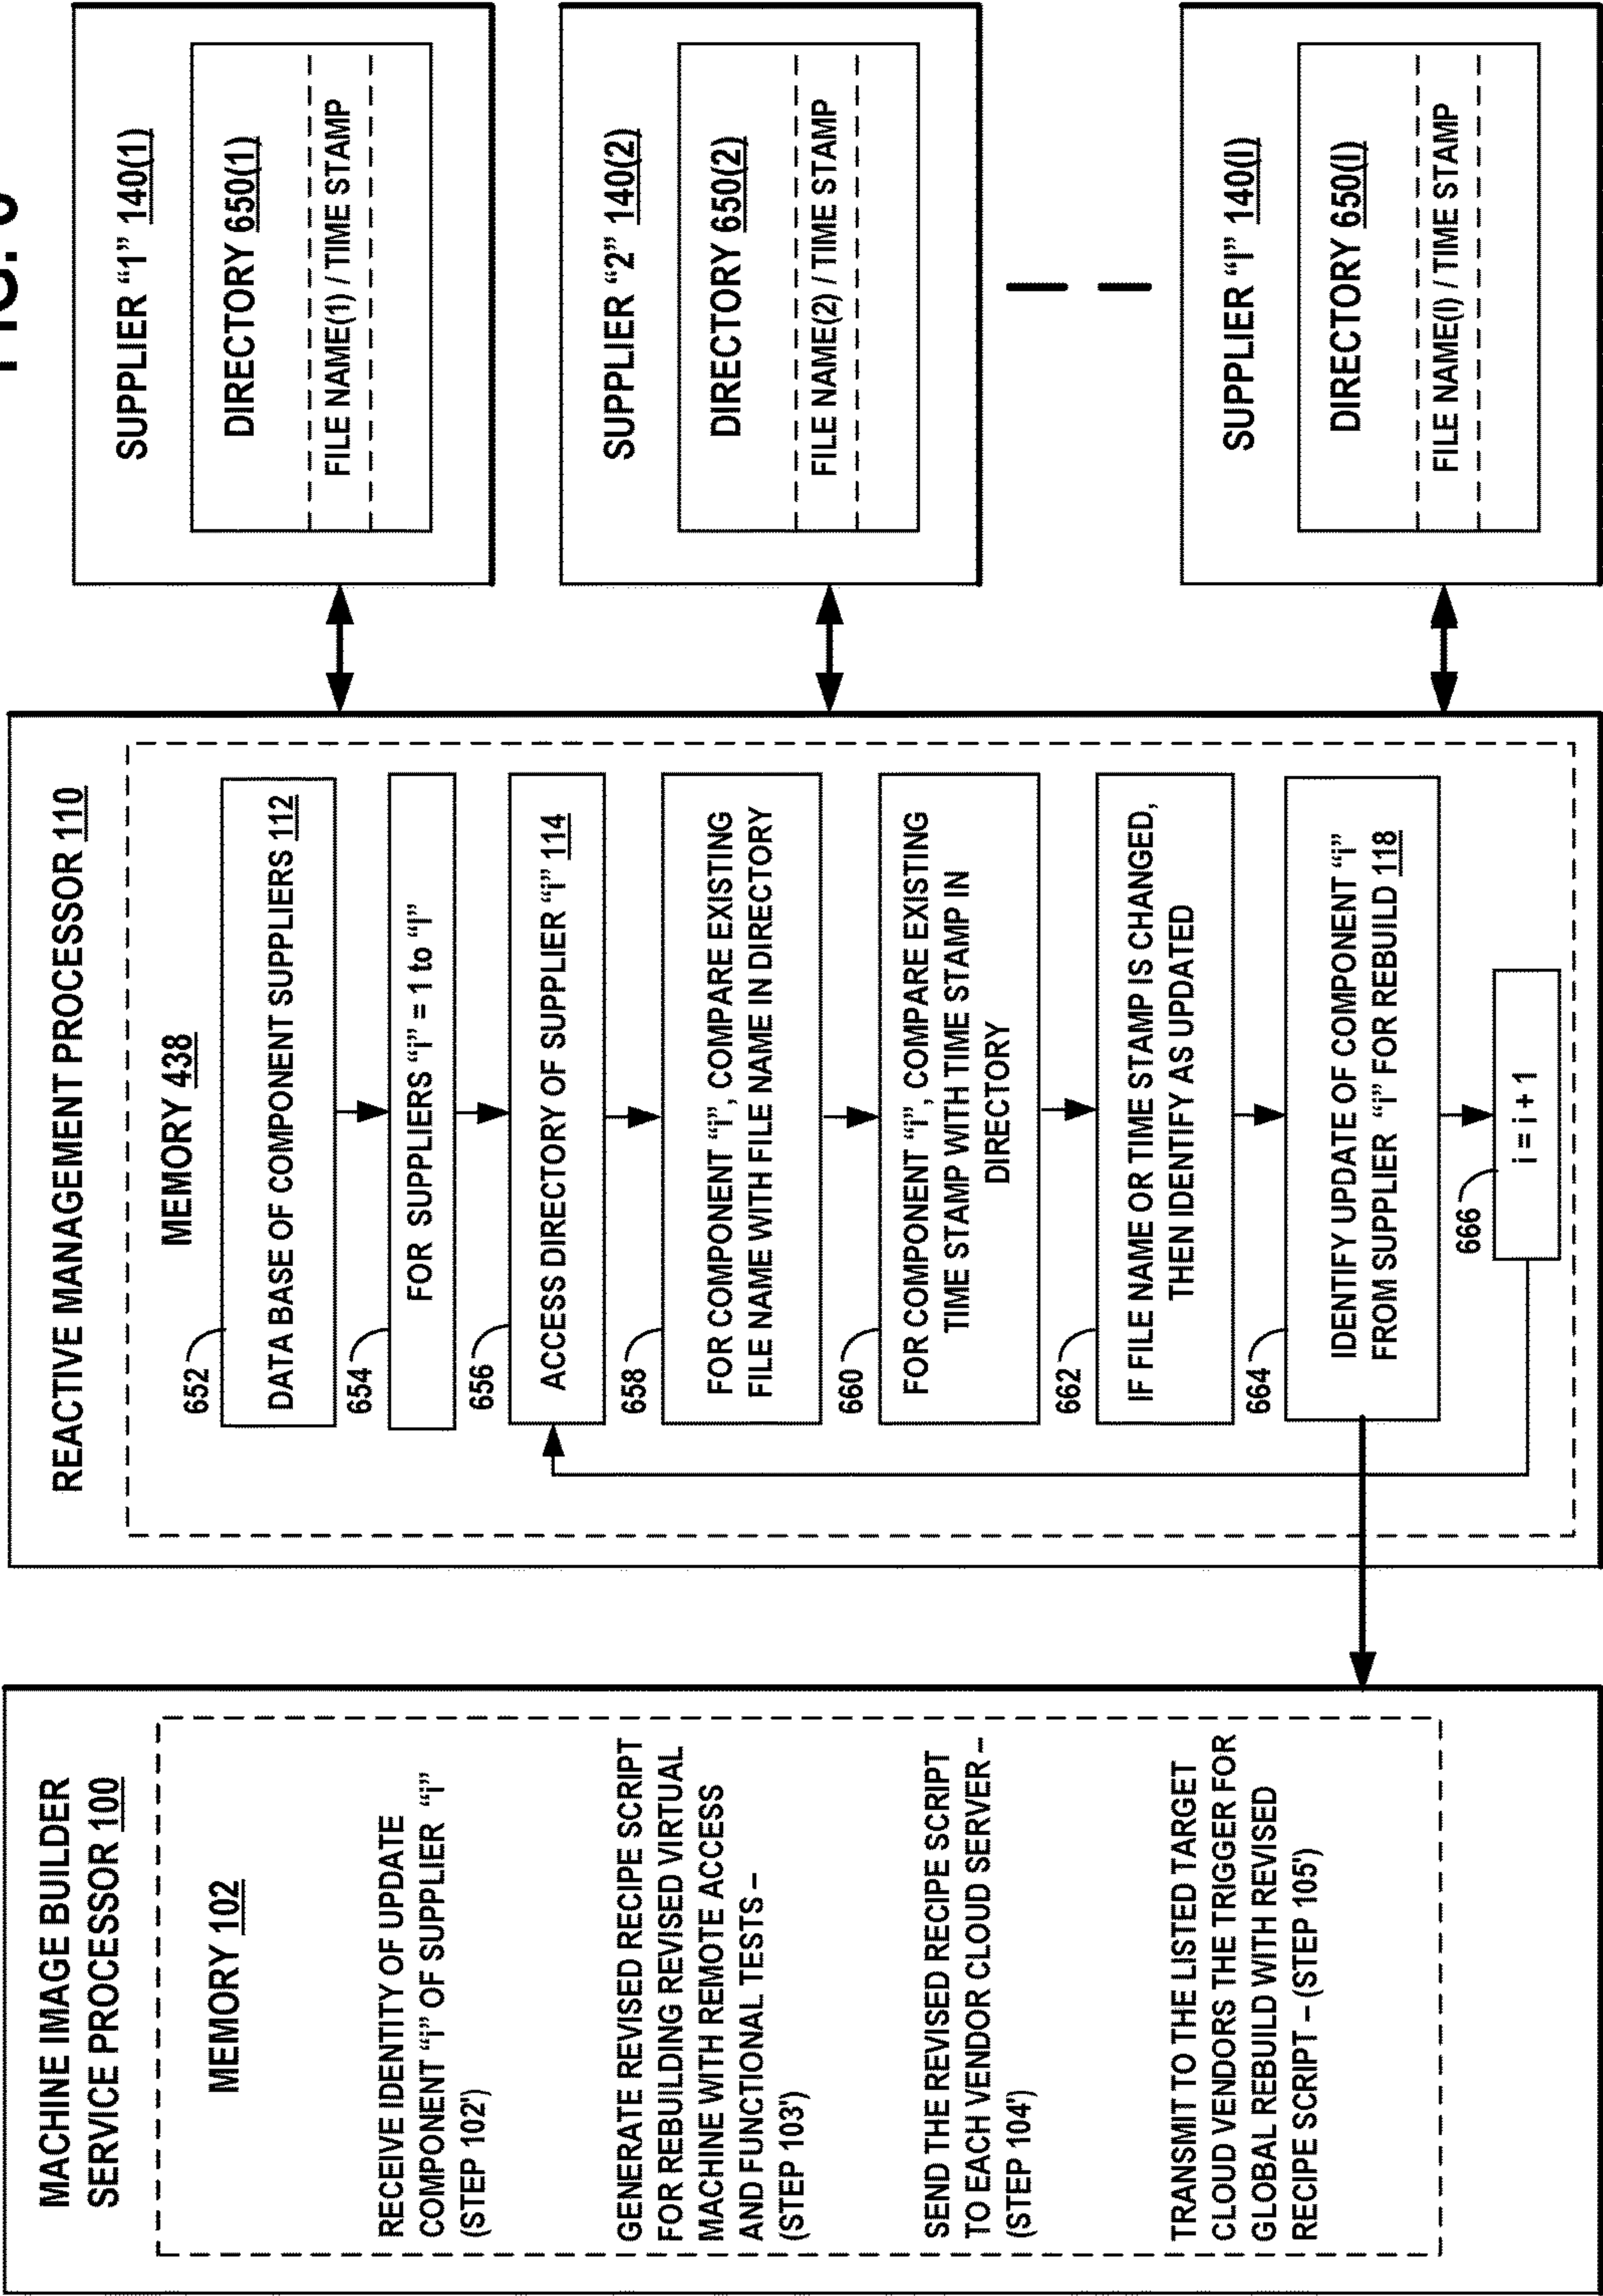 MACHINE IMAGE BUILDER
SERVICE PROCESSOR 100
MEMORY 102
RECEIVE IDENTITY OF UPDATE
COMPONENT “i” OF SUPPLIER “i”
(STEP 102')
GENERATE REVISED RECIPE SCRIPT
FOR REBUILDING REVISED VIRTUAL
MACHINE WITH REMOTE ACCESS
AND FUNCTIONAL TESTS –
(STEP 103')
SEND THE REVISED RECIPE SCRIPT
TO EACH VENDOR CLOUD SERVER –
(STEP 104')
TRANSMIT TO THE LISTED TARGET
CLOUD VENDORS THE TRIGGER FOR
GLOBAL REBUILD WITH REVISED
RECIPE SCRIPT – (STEP 105')
REACTIVE MANAGEMENT PROCESSOR 110
MEMORY 438
652
DATA BASE OF COMPONENT SUPPLIERS 112
654
FOR SUPPLIERS “i” = 1 to “I”
656
ACCESS DIRECTORY OF SUPPLIER “i” 114
658
FOR COMPONENT “i”, COMPARE EXISTING
FILE NAME WITH FILE NAME IN DIRECTORY
660
FOR COMPONENT “i”, COMPARE EXISTING
TIME STAMP WITH TIME STAMP IN
DIRECTORY
662
IF FILE NAME OR TIME STAMP IS CHANGED,
THEN IDENTIFY AS UPDATED
664
IDENTIFY UPDATE OF COMPONENT “i”
FROM SUPPLIER “i” FOR REBUILD 118
666
i = i + 1
FIG.
SUPPLIER “1” 140(1)
DIRECTORY 650(1)
FILE NAME(1) / TIME STAMP
SUPPLIER “2” 140(2)
DIRECTORY 650(2)
FILE NAME(2) / TIME STAMP
SUPPLIER “I” 140(I)
DIRECTORY 650(I)
FILE NAME(I) / TIME STAMP